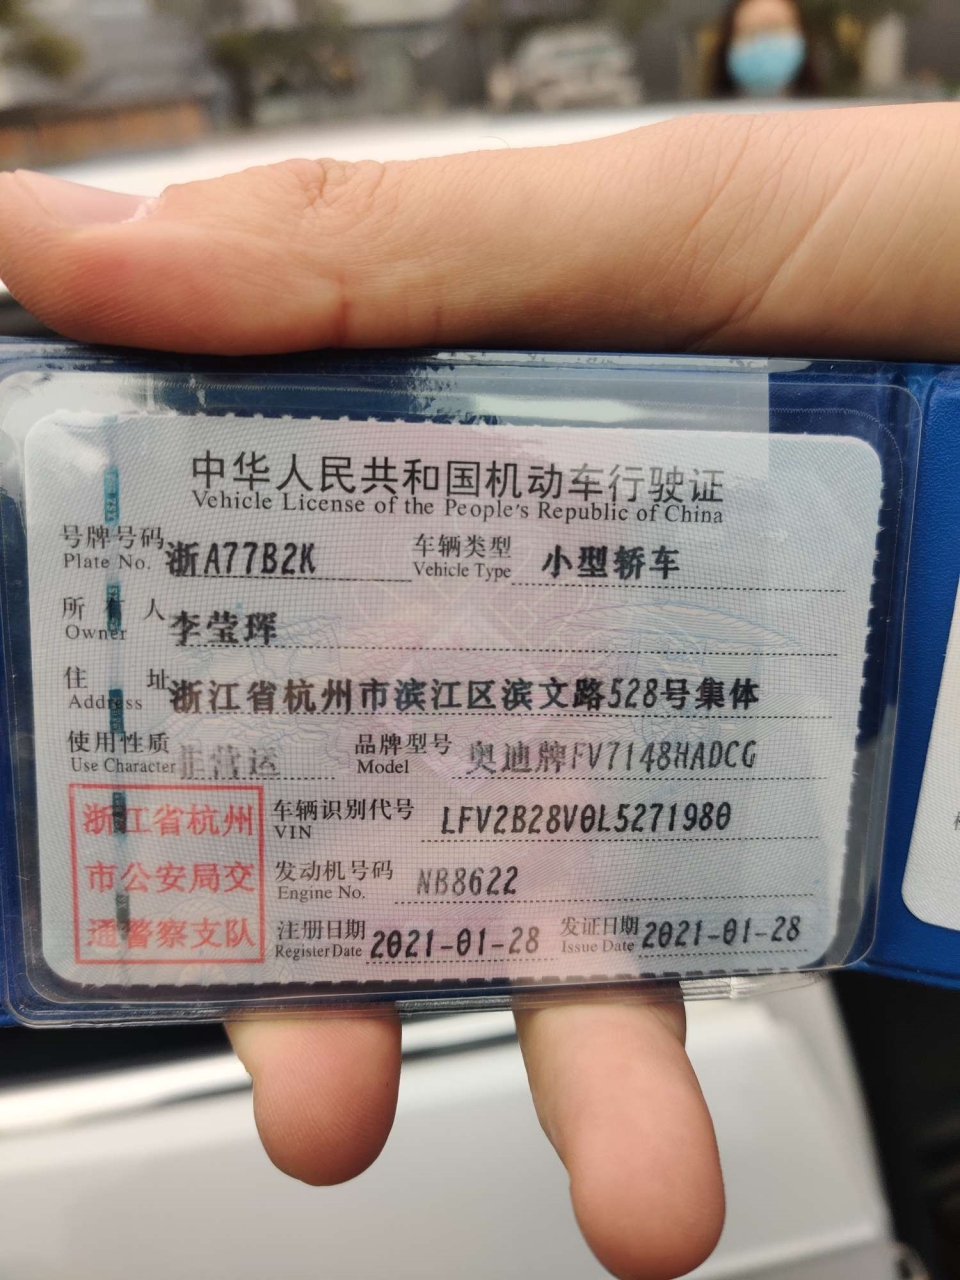 中华人民共和国机动车行驶证
Vehicle License of the People's Republic of China
号牌号码 浙A77B2K 车辆类型 小型轿车
Plate No. Vehicle Type
所有人 李莹珲
Owner
住址 浙江省杭州市滨江区滨文路528号集体
Address
使用性质 非营运 品牌型号 奥迪牌FV7148HADCG
Use Character Model
浙江省杭州 车辆识别代号 LFV2B28V0L5271980
VIN
市公安局交 发动机号码 NB8622
Engine No.
通警察支队 注册日期 2021-01-28 发证日期 2021-01-28
Register Date Issue Date